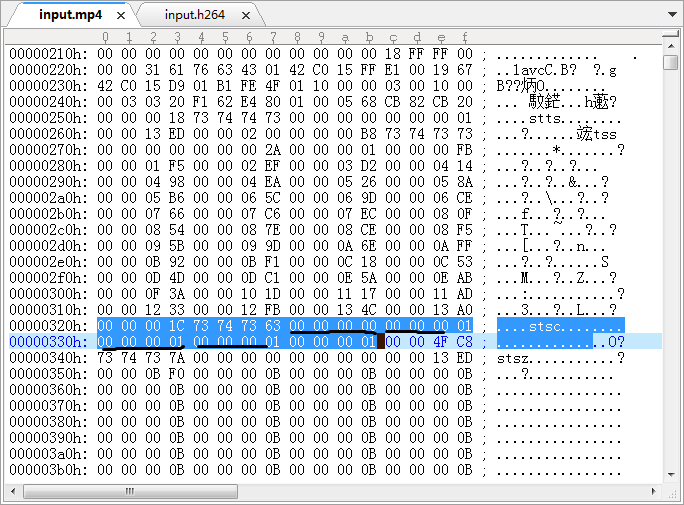 input.mp4 input.h264
0 1 2 3 4 5 6 7 8 9 a b c d e f
00000210h: 00 00 00 00 00 00 00 00 00 00 00 00 18 FF FF 00 ; ............. .
00000220h: 00 00 31 61 76 63 43 01 42 C0 15 FF E1 00 19 67 ; ..1avcC.B? ?.g
00000230h: 42 C0 15 D9 01 B1 FE 4F 01 10 00 00 03 00 10 00 ; B??炳O.......
00000240h: 00 03 03 20 F1 62 E4 80 01 00 05 68 CB 82 CB 20 ;
00000250h: 00 00 00 18 73 74 74 73 00 00 00 00 00 00 00 01 ; ....stts........
00000260h: 00 00 13 ED 00 00 02 00 00 00 00 B8 73 74 73 73 ; ...?......竤tss
00000270h: 00 00 00 00 00 00 00 2A 00 00 00 01 00 00 00 FB ; .......*.......?
00000280h: 00 00 01 F5 00 00 02 EF 00 00 03 D2 00 00 04 14 ; ...?..?..?...
00000290h: 00 00 04 98 00 00 04 EA 00 00 05 26 00 00 05 8A ; ...?..?..&...?
000002a0h: 00 00 05 B6 00 00 06 5C 00 00 06 9D 00 00 06 CE ; ...?..\...?..?
000002b0h: 00 00 07 66 00 00 07 C6 00 00 07 EC 00 00 08 0F ; ...f...?..?...
000002c0h: 00 00 08 54 00 00 08 7E 00 00 08 CE 00 00 08 F5 ; ...T...~...?..?
000002d0h: 00 00 09 5B 00 00 09 9D 00 00 0A 6E 00 00 0A FF ; ...[...?..n...
000002e0h: 00 00 0B 92 00 00 0B F1 00 00 0C 18 00 00 0C 53 ; ...?..?......S
000002f0h: 00 00 0D 4D 00 00 0D C1 00 00 0E 5A 00 00 0E AB ; ...M...?..Z...?
00000300h: 00 00 0F 3A 00 00 10 1D 00 00 11 17 00 00 11 AD ; ...:...........?
00000310h: 00 00 12 33 00 00 12 FB 00 00 13 4C 00 00 13 A0 ; ...3...?..L...?
00000320h: 00 00 00 1C 73 74 73 63 00 00 00 00 00 00 00 01 ; ....stsc........
00000330h: 00 00 00 01 00 00 00 01 00 00 00 01 00 00 4F C8 ; ..............O?
00000340h: 73 74 73 7A 00 00 00 00 00 00 00 00 00 00 13 ED ; stsz...........?
00000350h: 00 00 0B F0 00 00 00 0B 00 00 00 0B 00 00 00 0B ; ...?............
00000360h: 00 00 00 0B 00 00 00 0B 00 00 00 0B 00 00 00 0B ; ................
00000370h: 00 00 00 0B 00 00 00 0B 00 00 00 0B 00 00 00 0B ; ................
00000380h: 00 00 00 0B 00 00 00 0B 00 00 00 0B 00 00 00 0B ; ................
00000390h: 00 00 00 0B 00 00 00 0B 00 00 00 0B 00 00 00 0B ; ................
000003a0h: 00 00 00 0B 00 00 00 0B 00 00 00 0B 00 00 00 0B ; ................
000003b0h: 00 00 00 0B 00 00 00 0B 00 00 00 0B 00 00 00 0B ; ................